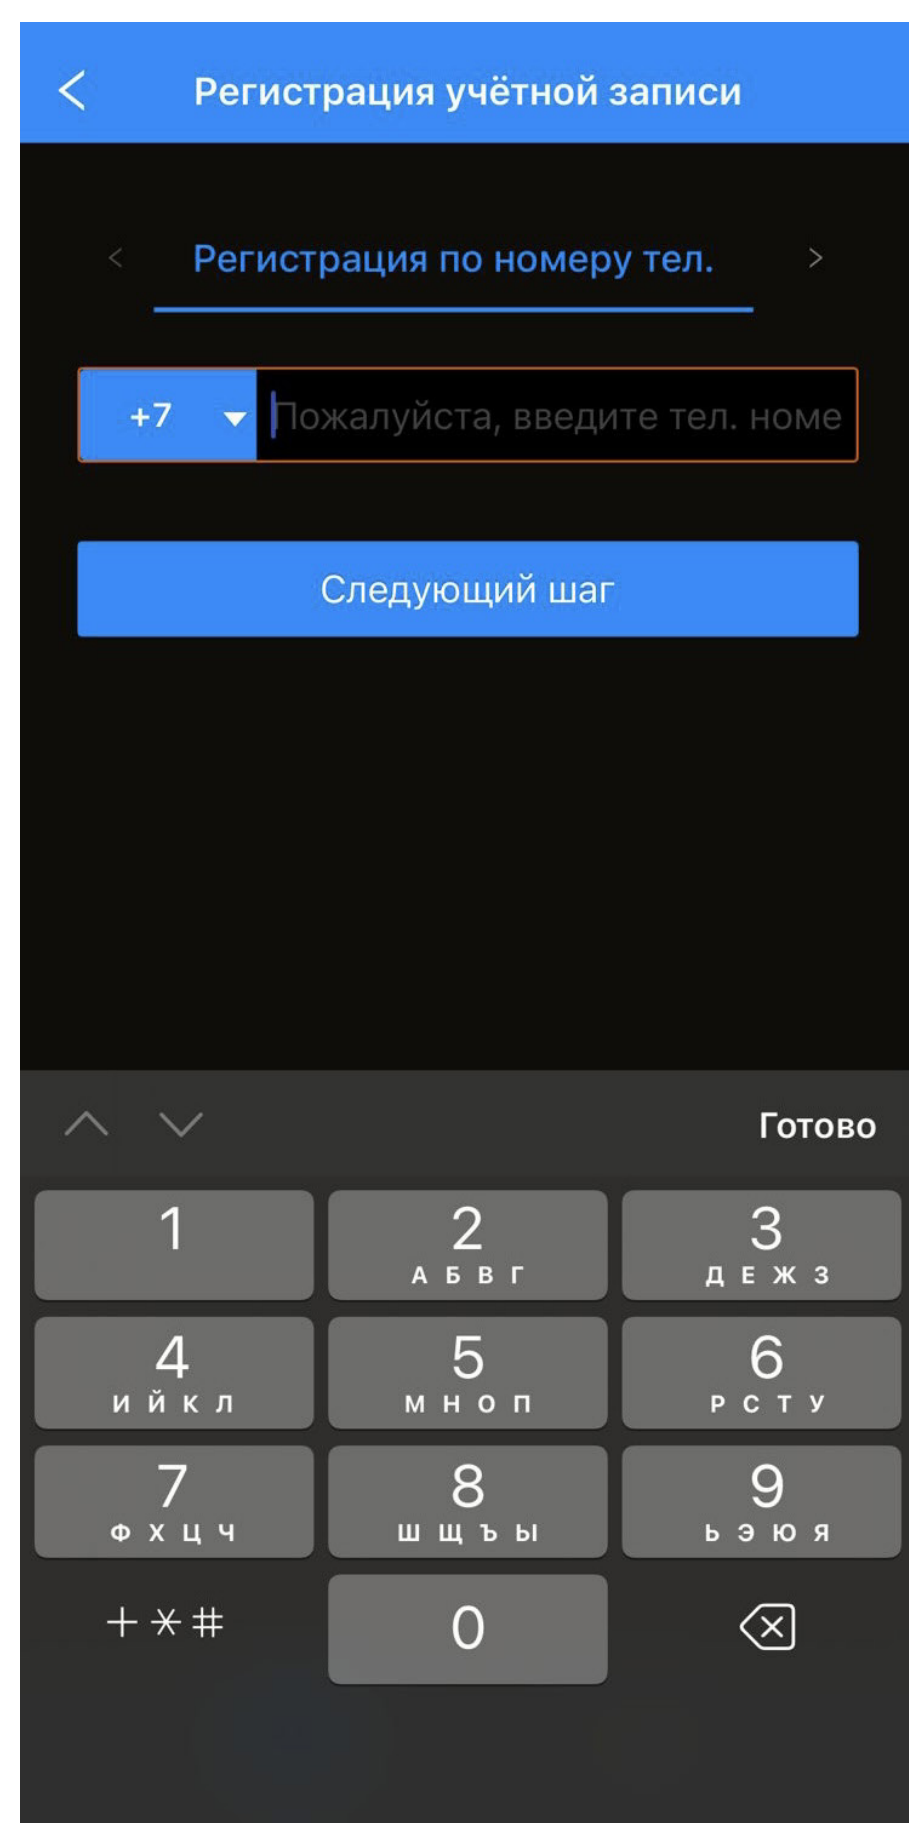 Регистрация учётной записи
Регистрация по номеру тел.
+7 Пожалуйста, введите тел. номе
Следующий шаг
Готово
1 2 3
А Б В Г Д Е Ж З
4 5 6
И Й К Л М Н О П Р С Т У
7 8 9
Ф Х Ц Ч Ш Щ Ъ Ы Ь Э Ю Я
+ * # 0